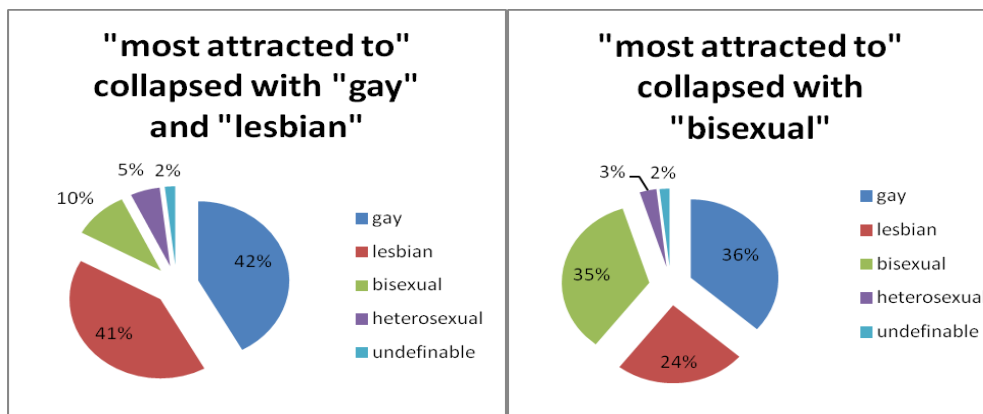 "most attracted to"
collapsed with "gay"
and "lesbian"
5% 2%
10%
42%
41%
gay
lesbian
bisexual
heterosexual
undefinable
"most attracted to"
collapsed with
"bisexual"
3% 2%
36%
35%
24%
gay
lesbian
bisexual
heterosexual
undefinable